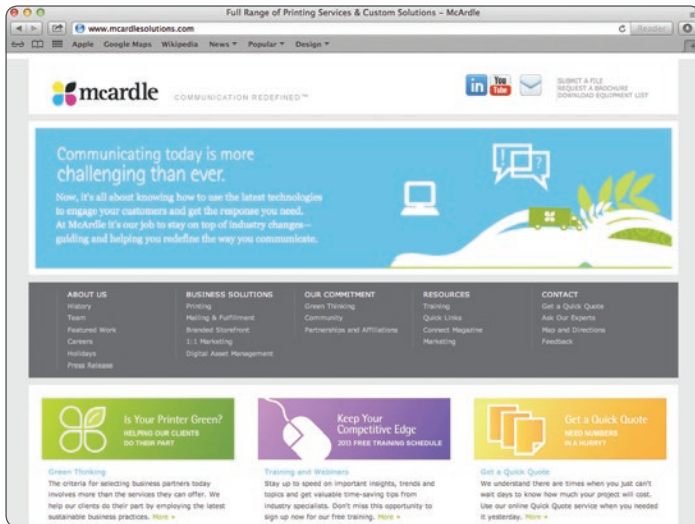 Full Range of Printing Services & Custom Solutions – McArdle
www.mcardlesolutions.com
Reader
Apple Google Maps Wikipedia News Popular Design
mcardle
COMMUNICATION REDEFINED™
in
You
Tube
SUBMIT A FILE
REQUEST A BROCHURE
DOWNLOAD EQUIPMENT LIST
Communicating today is more
challenging than ever.
Now, it's all about knowing how to use the latest technologies
to engage your customers and get the response you need.
At McArdle it's our job to stay on top of industry changes—
guiding and helping you redefine the way you communicate.
! ?
ABOUT US
History
Team
Featured Work
Careers
Holidays
Press Release
BUSINESS SOLUTIONS
Printing
Mailing & Fulfillment
Branded Storefront
1:1 Marketing
Digital Asset Management
OUR COMMITMENT
Green Thinking
Community
Partnerships and Affiliations
RESOURCES
Training
Quick Links
Connect Magazine
Marketing
CONTACT
Get a Quick Quote
Ask Our Experts
Map and Directions
Feedback
Is Your Printer Green?
HELPING OUR CLIENTS
DO THEIR PART
Green Thinking
The criteria for selecting business partners today
involves more than the services they can offer. We
help our clients do their part by employing the latest
sustainable business practices. More »
Keep Your
Competitive Edge
2013 FREE TRAINING SCHEDULE
Training and Webinars
Stay up to speed on important insights, trends and
topics and get valuable time-saving tips from
industry specialists. Don't miss this opportunity to
sign up now for our free training. More »
Get a Quick Quote
NEED NUMBERS
IN A HURRY?
Get a Quick Quote
We understand there are times when you just can't
wait days to know how much your project will cost.
Use our online Quick Quote service when you needed
it yesterday. More »